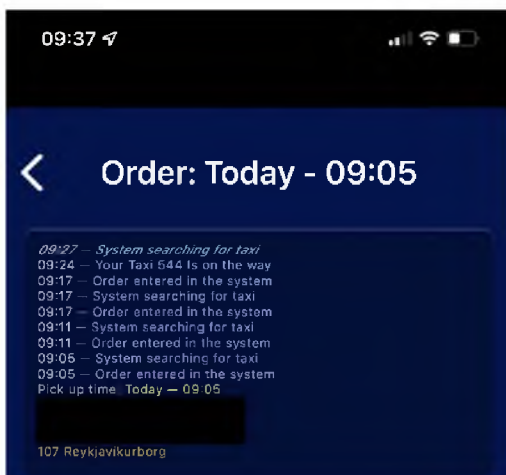 09:37
Order: Today - 09:05
09:27 — System searching for taxi
09:24 — Your Taxi 544 Is on the way
09:17 — Order entered in the system
09:17 — System searching for taxi
09:17 — Order entered in the system
09:11 — System searching for taxi
09:11 — Order entered in the system
09:05 — System searching for taxi
09:05 — Order entered in the system
Pick up time: Today — 09:05
107 Reykjavíkurborg